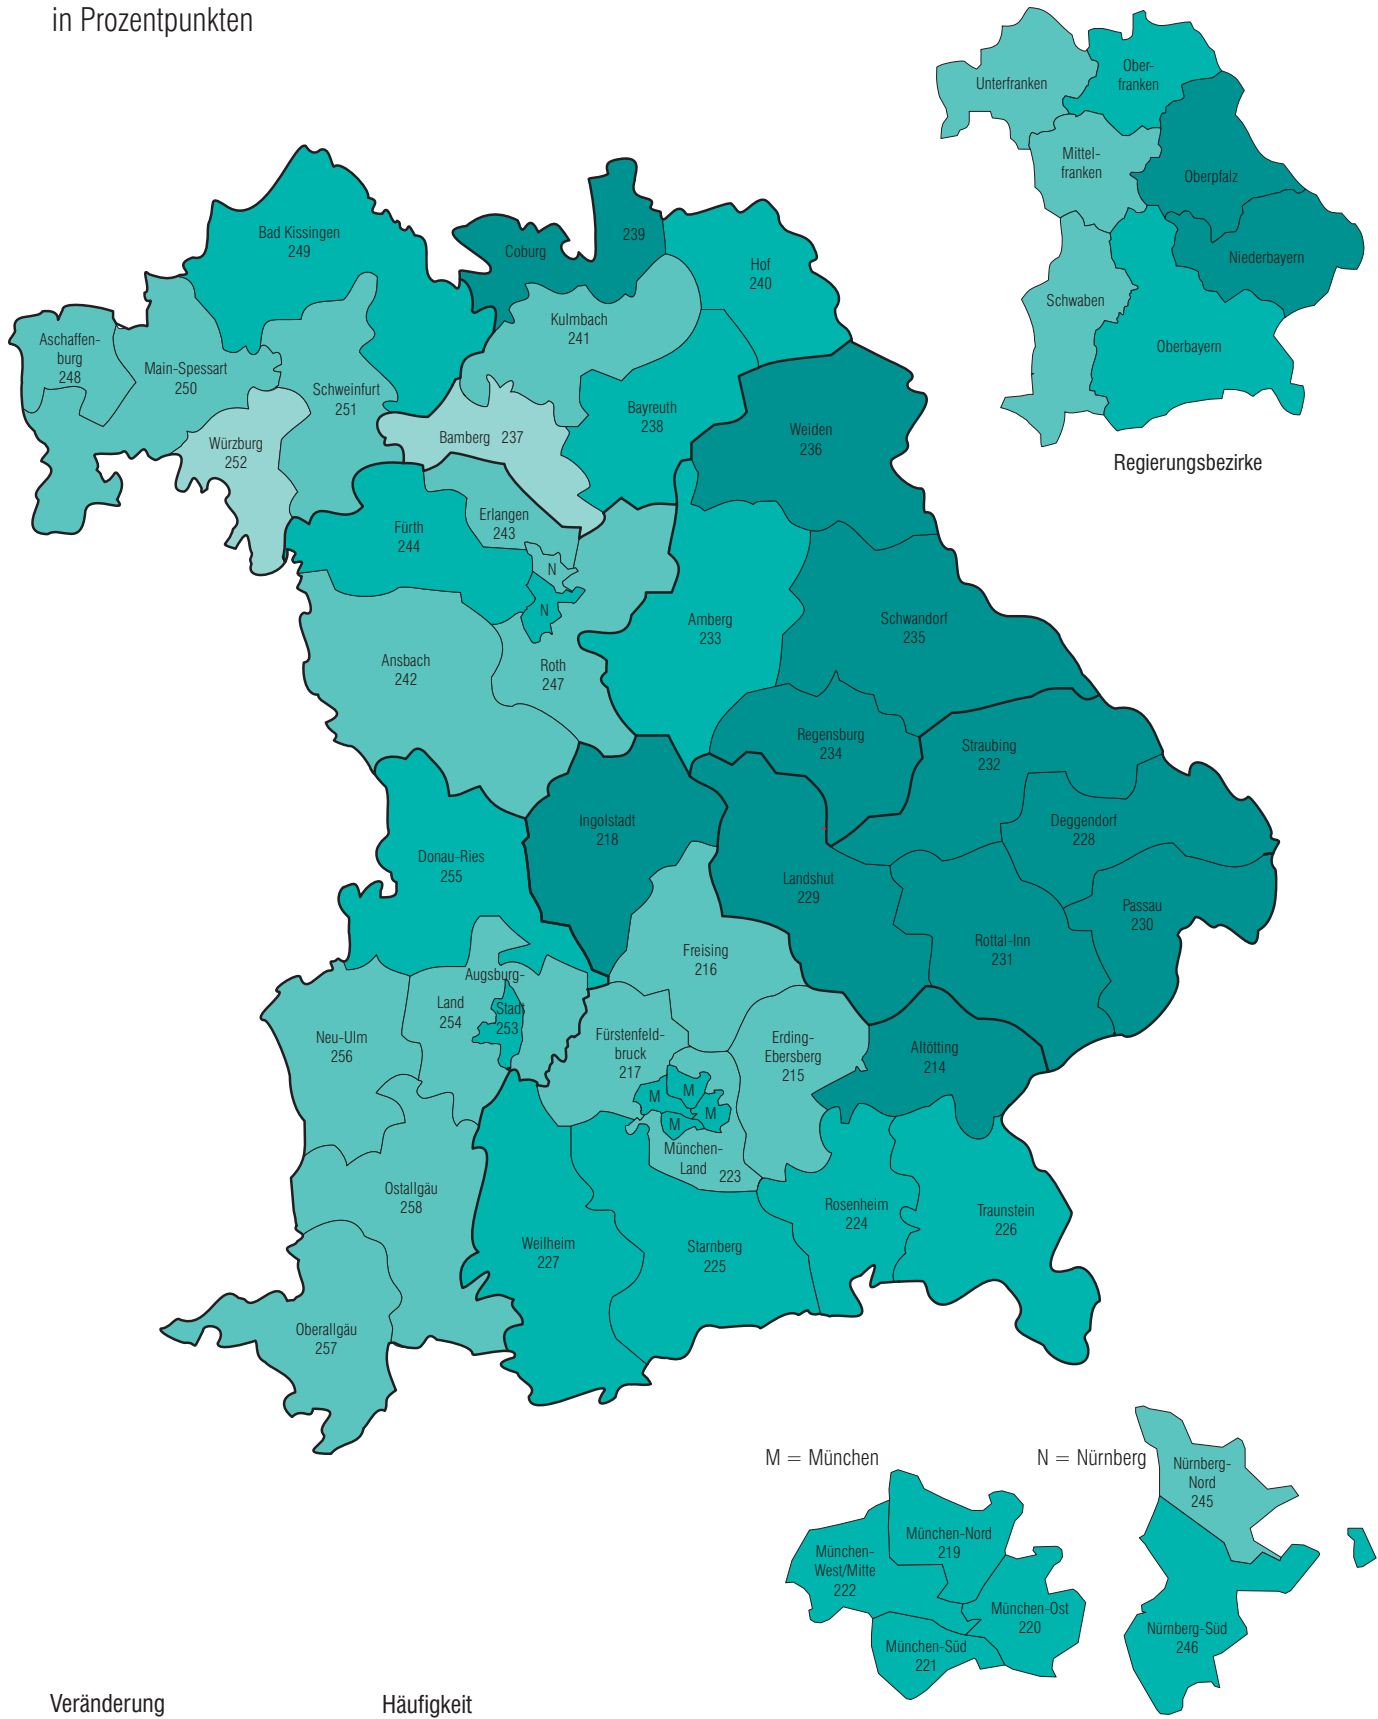 in Prozentpunkten
Unterfranken
Ober-
franken
Mittel-
franken
Oberpfalz
Niederbayern
Schwaben
Oberbayern
Regierungsbezirke
Bad Kissingen
249
Coburg
239
Hof
240
Kulmbach
241
Aschaffen-
burg
248
Main-Spessart
250
Schweinfurt
251
Bayreuth
238
Würzburg
252
Bamberg 237
Weiden
236
Erlangen
243
Fürth
244
N
N
Amberg
233
Schwandorf
235
Ansbach
242
Roth
247
Regensburg
234
Straubing
232
Ingolstadt
218
Deggendorf
228
Donau-Ries
255
Landshut
229
Passau
230
Rottal-Inn
231
Freising
216
Augsburg-
Land
254
Stadt
253
Neu-Ulm
256
Fürstenfeld-
bruck
217
Erding-
Ebersberg
215
Altötting
214
M
M
M
M
München-
Land 223
Ostallgäu
258
Rosenheim
224
Traunstein
226
Weilheim
227
Starnberg
225
Oberallgäu
257
M = München
N = Nürnberg
Nürnberg-
Nord
245
München-Nord
219
München-
West/Mitte
222
München-Ost
220
München-Süd
221
Nürnberg-Süd
246
Veränderung
Häufigkeit